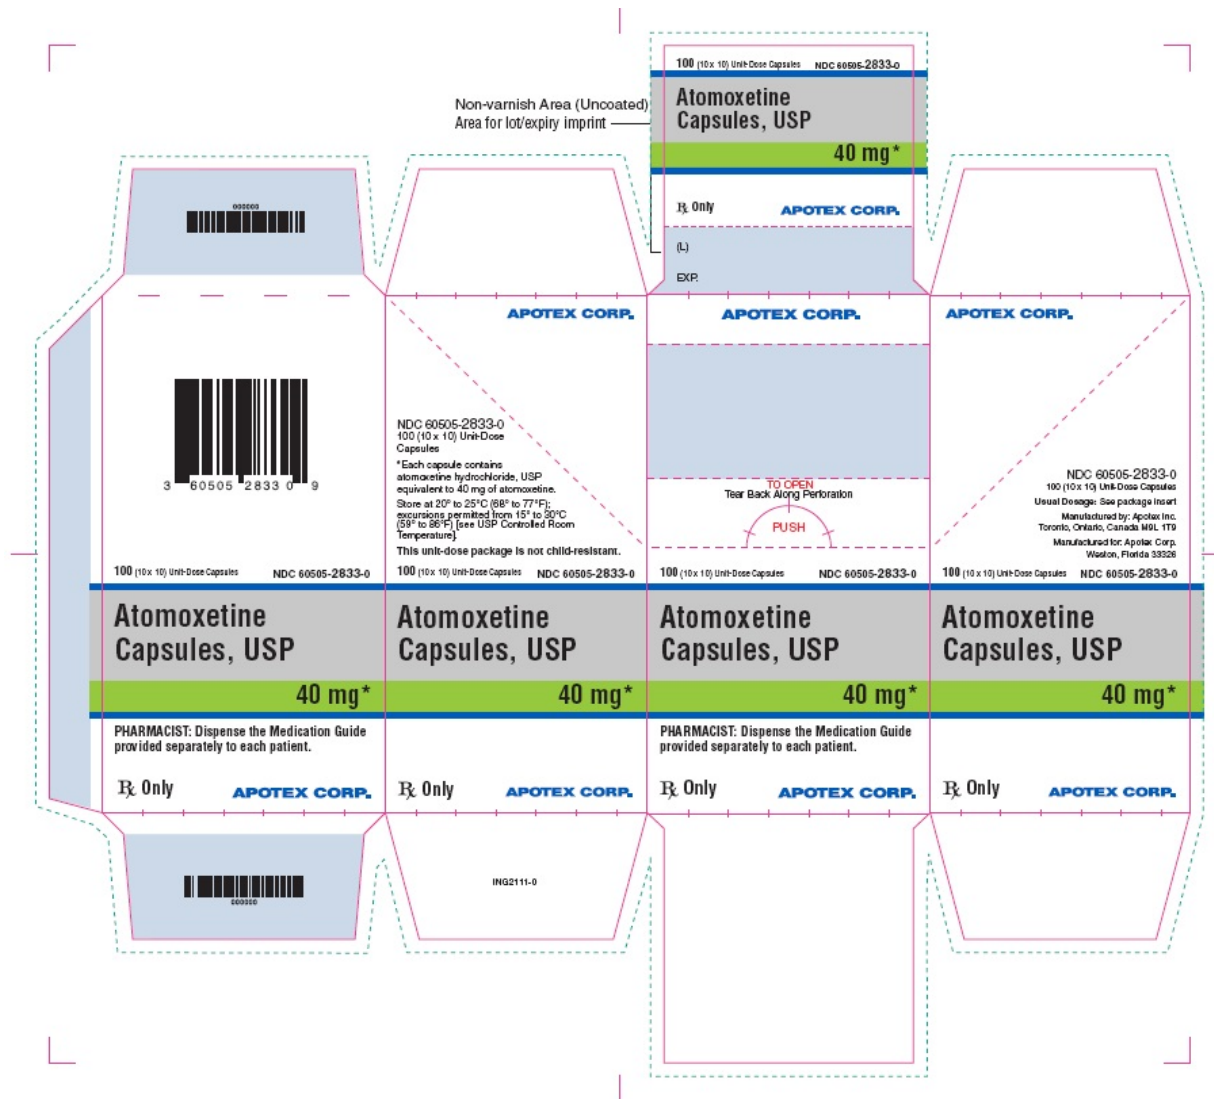 100 (10 x 10) Unit-Dose Capsules NDC 60505-2833-0
Non-varnish Area (Uncoated)
Area for lot/expiry imprint
Atomoxetine
Capsules, USP
40 mg*
Rx Only APOTEX CORP.
(L)
EXP.
000000
3 60505 2833 0 9
100 (10 x 10) Unit-Dose Capsules NDC 60505-2833-0
Atomoxetine
Capsules, USP
40 mg*
PHARMACIST: Dispense the Medication Guide
provided separately to each patient.
Rx Only APOTEX CORP.
000000
APOTEX CORP.
NDC 60505-2833-0
100 (10 x 10) Unit-Dose
Capsules
*Each capsule contains
atomoxetine hydrochloride, USP
equivalent to 40 mg of atomoxetine.
Store at 20° to 25°C (68° to 77°F);
excursions permitted from 15° to 30°C
(59° to 86°F) [see USP Controlled Room
Temperature].
This unit-dose package is not child-resistant.
100 (10 x 10) Unit-Dose Capsules NDC 60505-2833-0
Atomoxetine
Capsules, USP
40 mg*
Rx Only APOTEX CORP.
ING2111-0
APOTEX CORP.
TO OPEN
Tear Back Along Perforation
PUSH
100 (10 x 10) Unit-Dose Capsules NDC 60505-2833-0
Atomoxetine
Capsules, USP
40 mg*
PHARMACIST: Dispense the Medication Guide
provided separately to each patient.
Rx Only APOTEX CORP.
APOTEX CORP.
NDC 60505-2833-0
100 (10 x 10) Unit-Dose Capsules
Usual Dosage: See package insert
Manufactured by: Apotex Inc.
Toronto, Ontario, Canada M9L 1T9
Manufactured for: Apotex Corp.
Weston, Florida 33326
100 (10 x 10) Unit-Dose Capsules NDC 60505-2833-0
Atomoxetine
Capsules, USP
40 mg*
Rx Only APOTEX CORP.